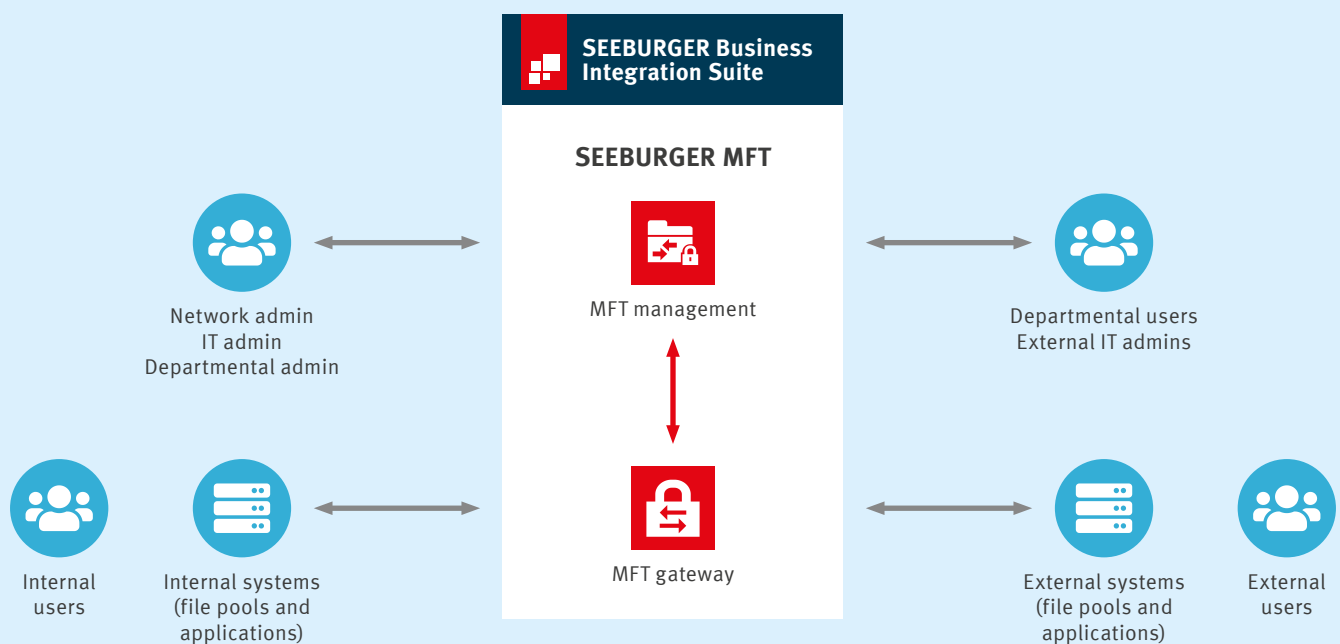 SEEBURGER Business
Integration Suite
SEEBURGER MFT
MFT management
Network admin
IT admin
Departmental admin
Departmental users
External IT admins
MFT gateway
Internal
users
Internal systems
(file pools and
applications)
External systems
(file pools and
applications)
External
users